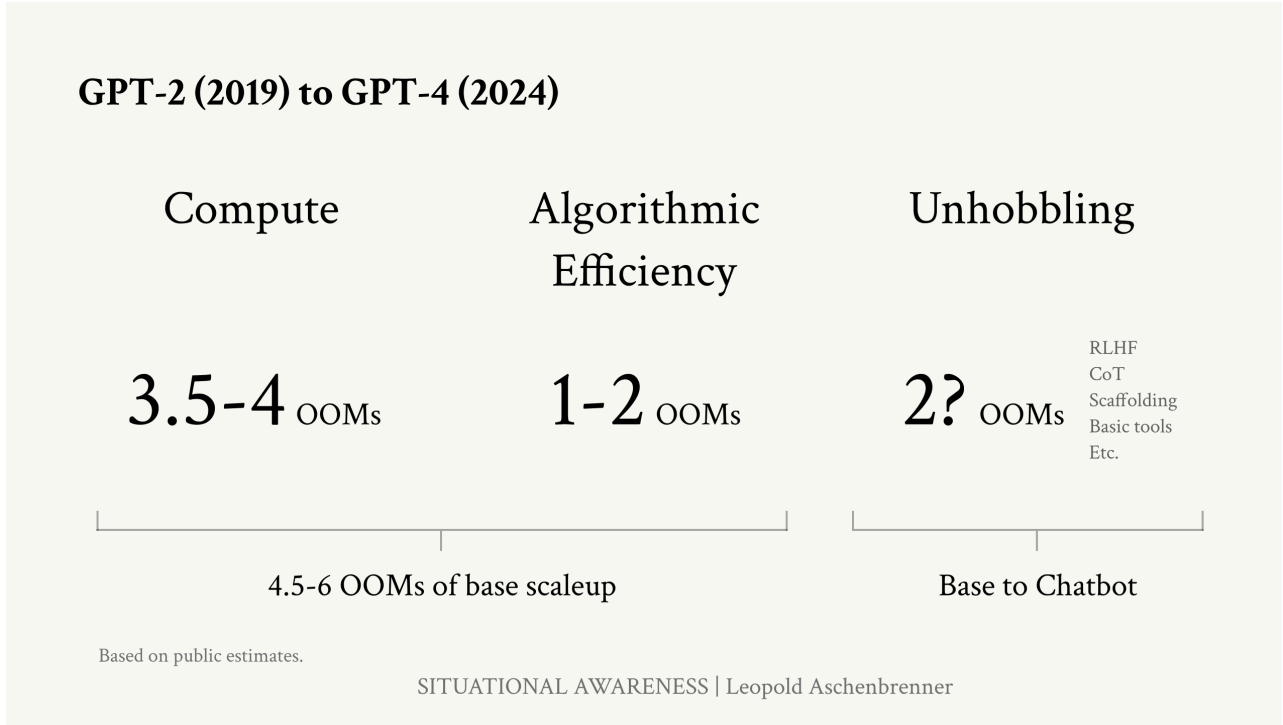 GPT-2 (2019) to GPT-4 (2024)
Compute
Algorithmic
Efficiency
Unhobbling
3.5-4 OOMs
1-2 OOMs
2? OOMs
RLHF
CoT
Scaffolding
Basic tools
Etc.
4.5-6 OOMs of base scaleup
Base to Chatbot
Based on public estimates.
SITUATIONAL AWARENESS | Leopold Aschenbrenner